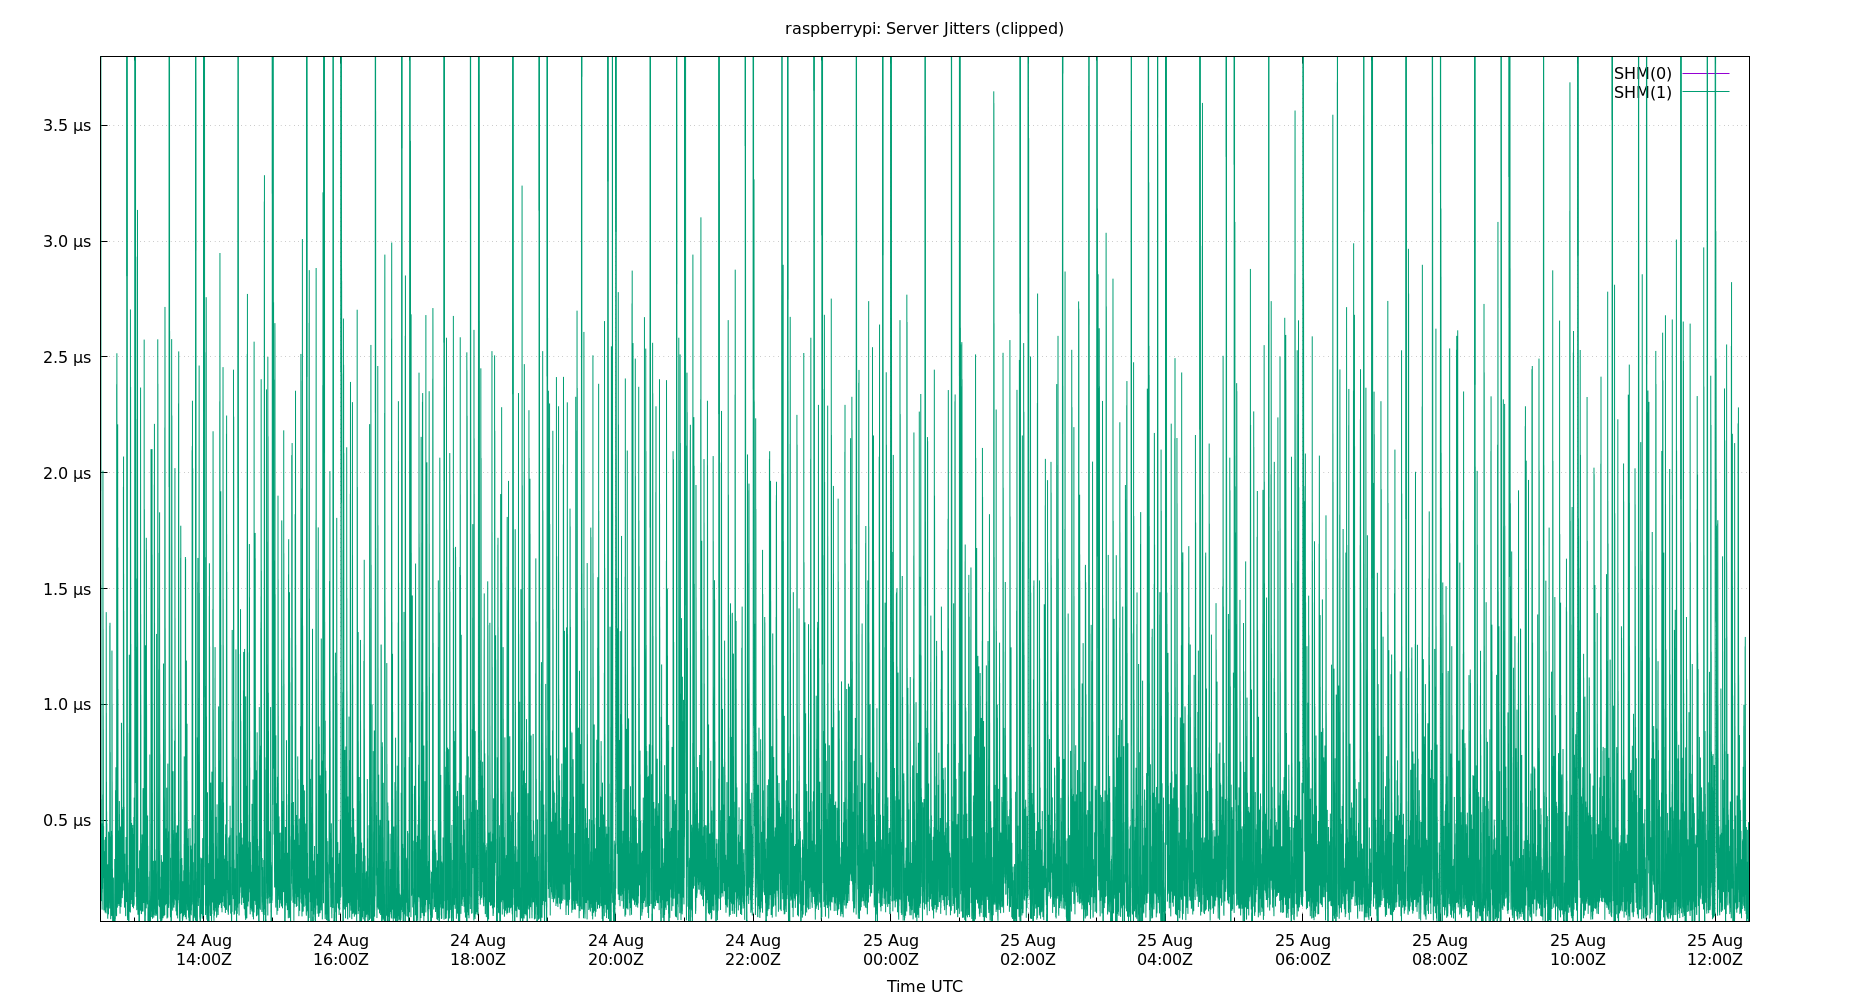 raspberrypi: Server Jitters (clipped)
SHM(0)
SHM(1)
3.5 µs
3.0 µs
2.5 µs
2.0 µs
1.5 µs
1.0 µs
0.5 µs
24 Aug 24 Aug 24 Aug 24 Aug 24 Aug 25 Aug 25 Aug 25 Aug 25 Aug 25 Aug 25 Aug 25 Aug
14:00Z 16:00Z 18:00Z 20:00Z 22:00Z 00:00Z 02:00Z 04:00Z 06:00Z 08:00Z 10:00Z 12:00Z
Time UTC